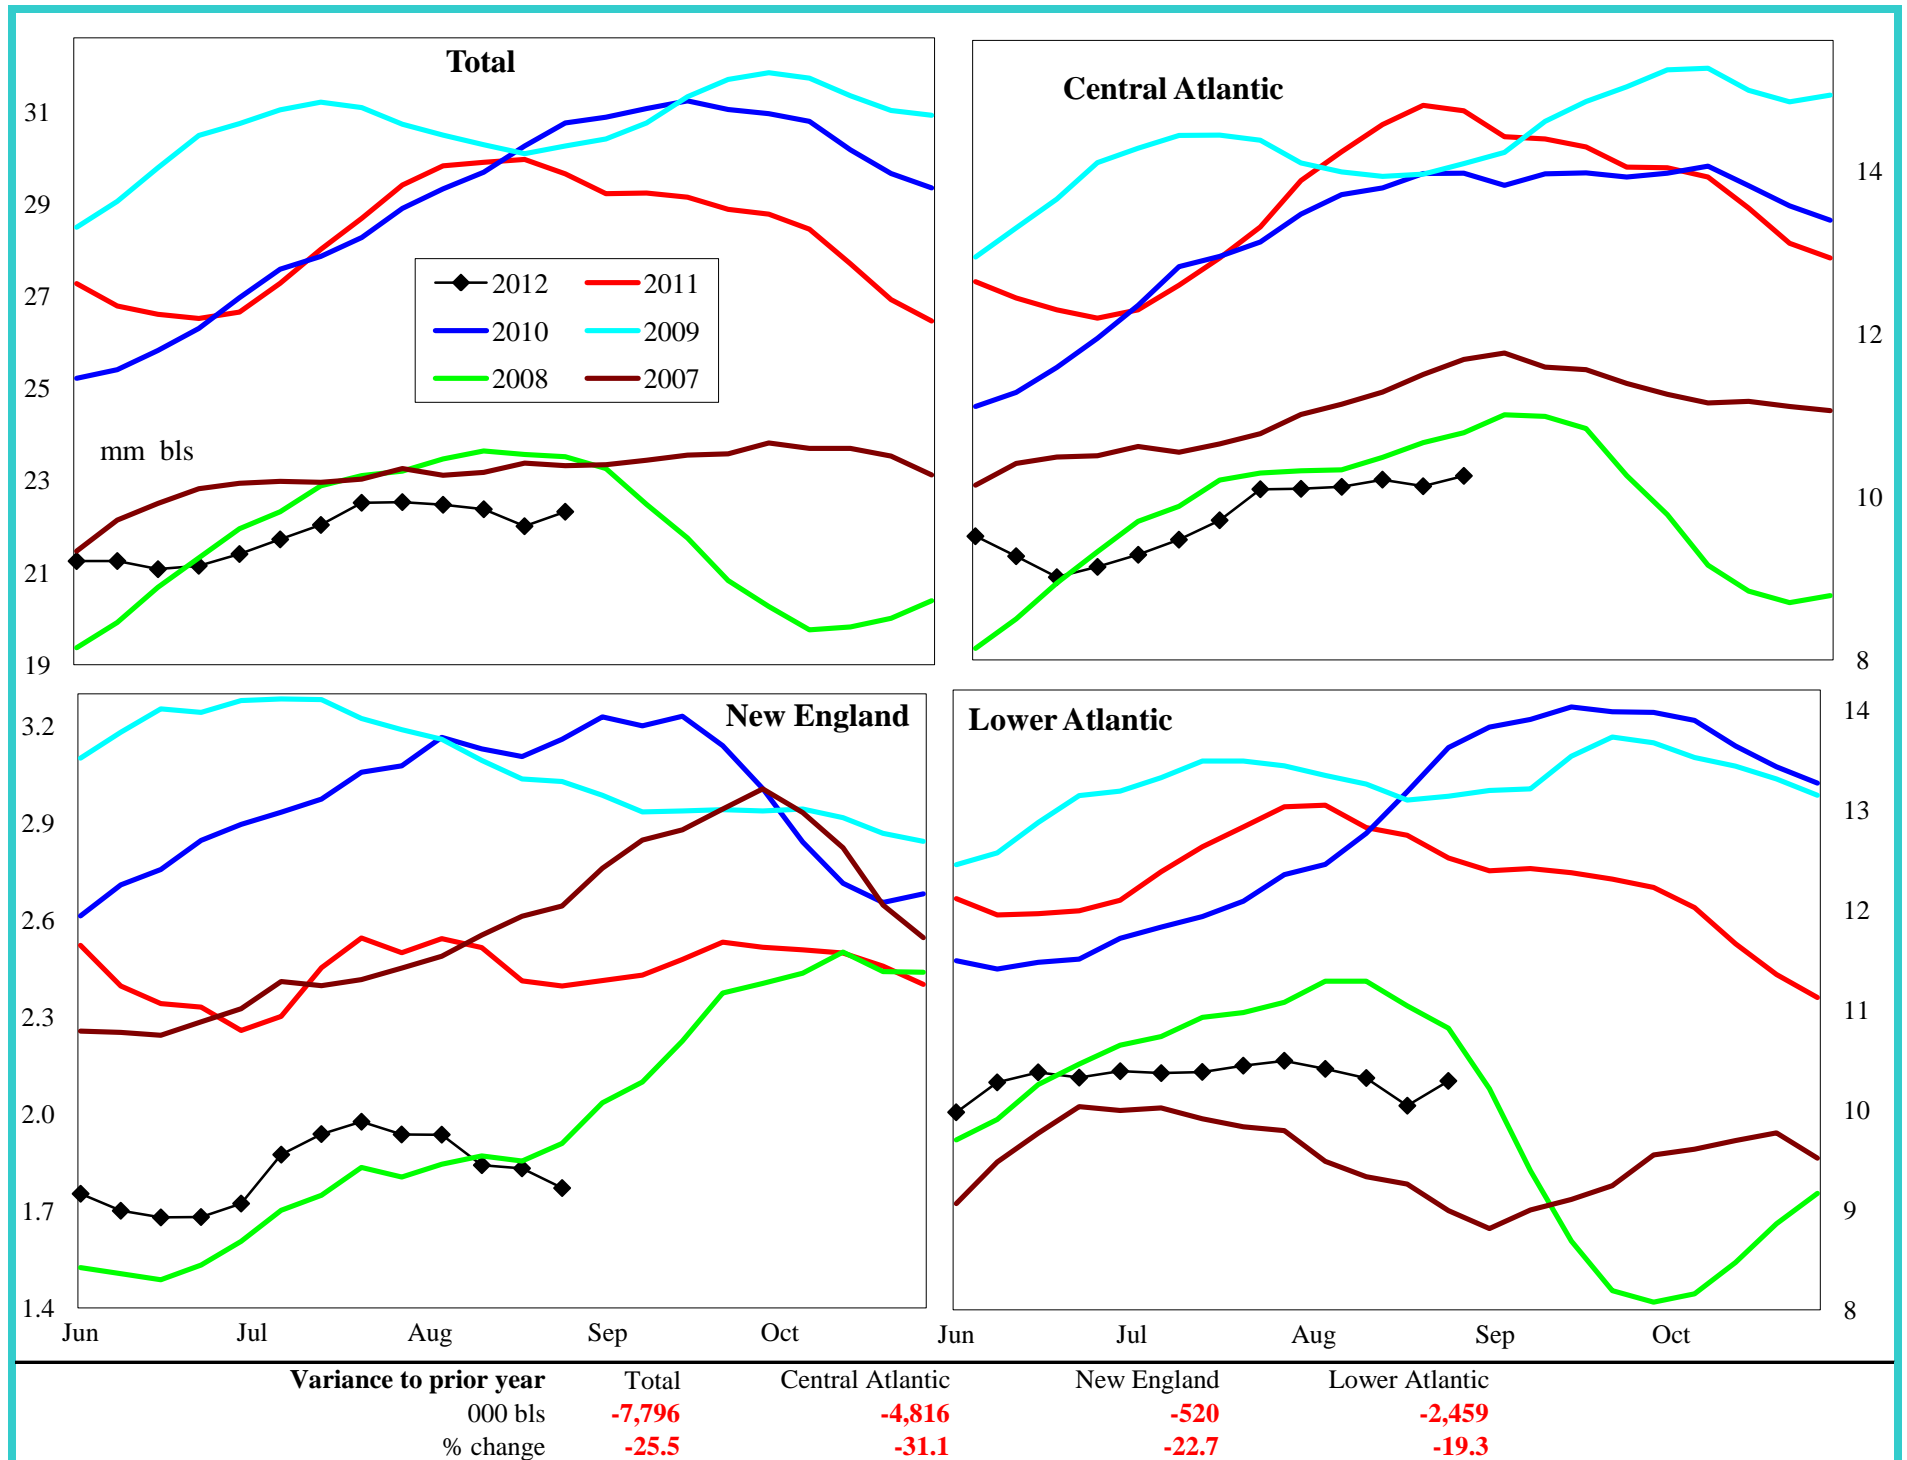 Total
31
29
27
25
23
21
19
mm bls
2012 2011
2010 2009
2008 2007
Central Atlantic
14
12
10
8
New England
3.2
2.9
2.6
2.3
2.0
1.7
1.4
Jun Jul Aug Sep Oct
Lower Atlantic
14
13
12
11
10
9
8
Jun Jul Aug Sep Oct
Variance to prior year Total Central Atlantic New England Lower Atlantic
000 bls -7,796 -4,816 -520 -2,459
% change -25.5 -31.1 -22.7 -19.3